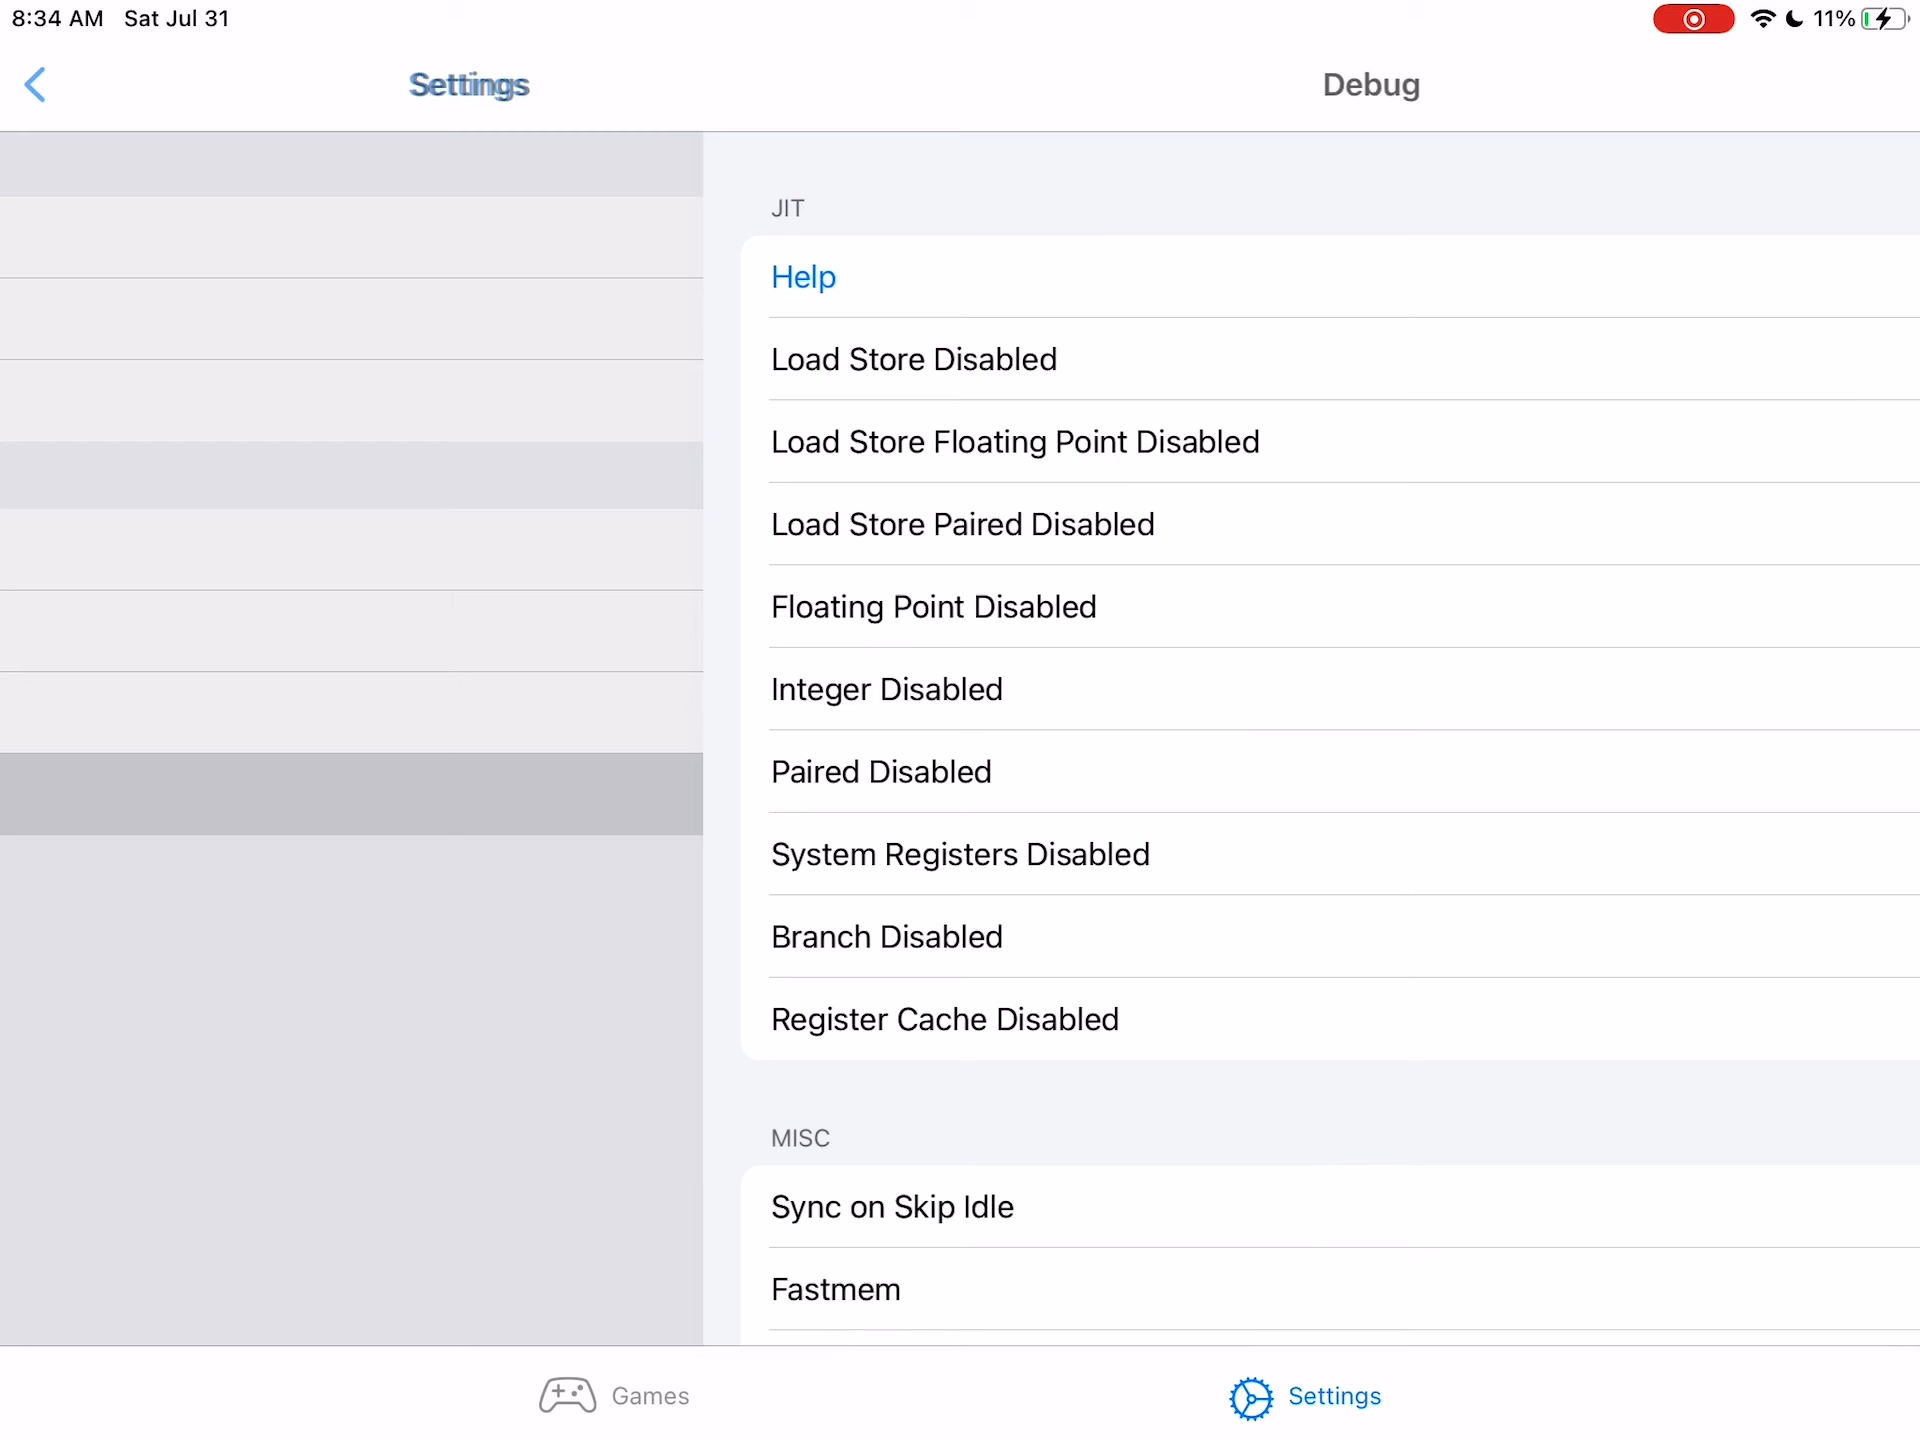 8:34 AM Sat Jul 31
11%
Settings
Debug
JIT
Help
Load Store Disabled
Load Store Floating Point Disabled
Load Store Paired Disabled
Floating Point Disabled
Integer Disabled
Paired Disabled
System Registers Disabled
Branch Disabled
Register Cache Disabled
MISC
Sync on Skip Idle
Fastmem
Games
Settings